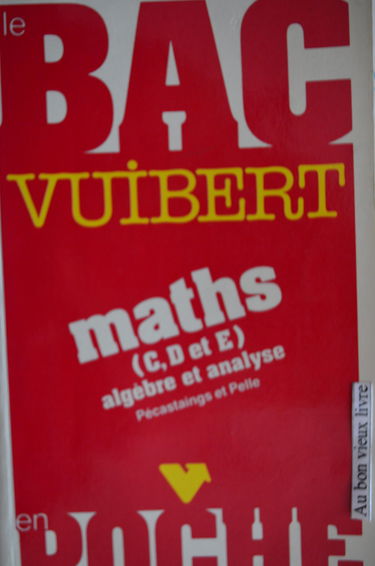 le
BAC
VUiBERT
maths
(C, D et E)
algèbre et analyse
Pécastaings et Pelle
Au bon vieux livre
en
POCHE